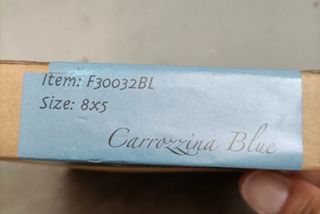 Item: F30032BL
Size: 8x5
Carrozzina Blue